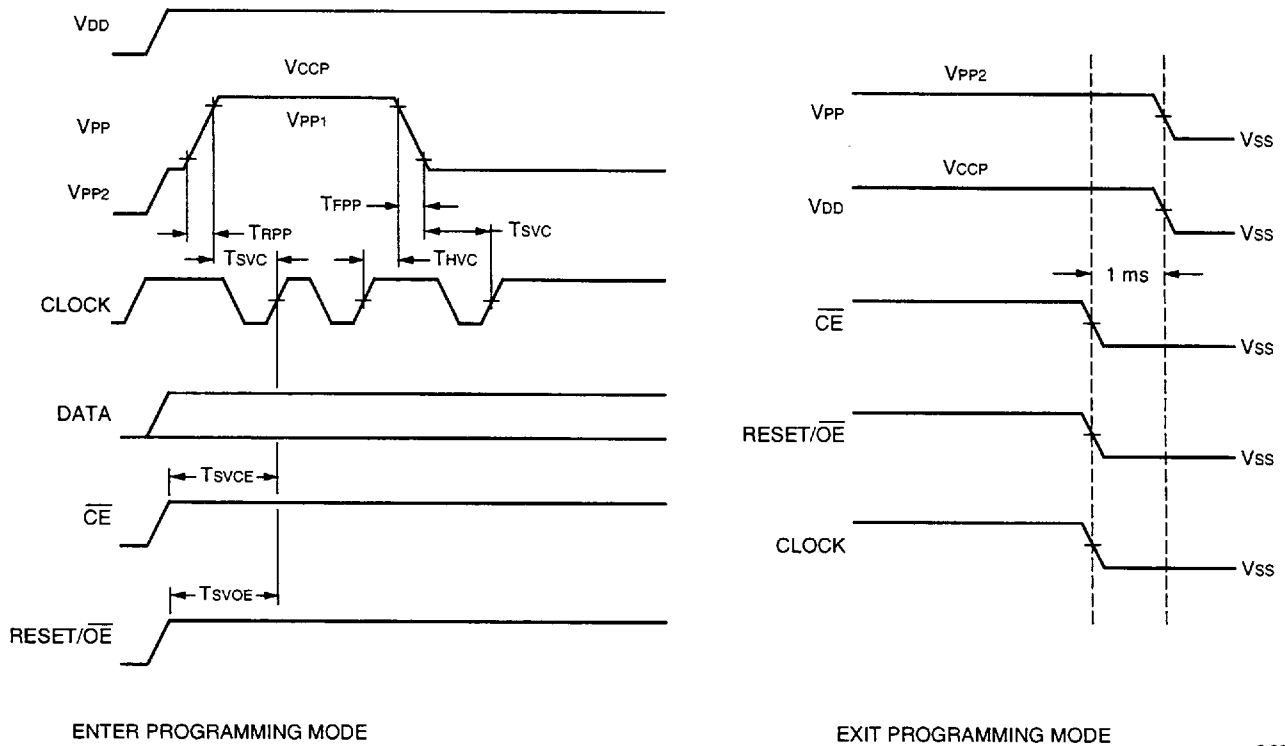 VDD
VCCP
VPP
VPP1
VPP2
TFPP
TRPP
TSVC
TSVC
THVC
CLOCK
DATA
TSVCE
CE
TSVOE
RESET/OE
ENTER PROGRAMMING MODE
VPP2
VPP
VSS
VCCP
VDD
VSS
1 ms
CE
VSS
RESET/OE
VSS
CLOCK
VSS
EXIT PROGRAMMING MODE